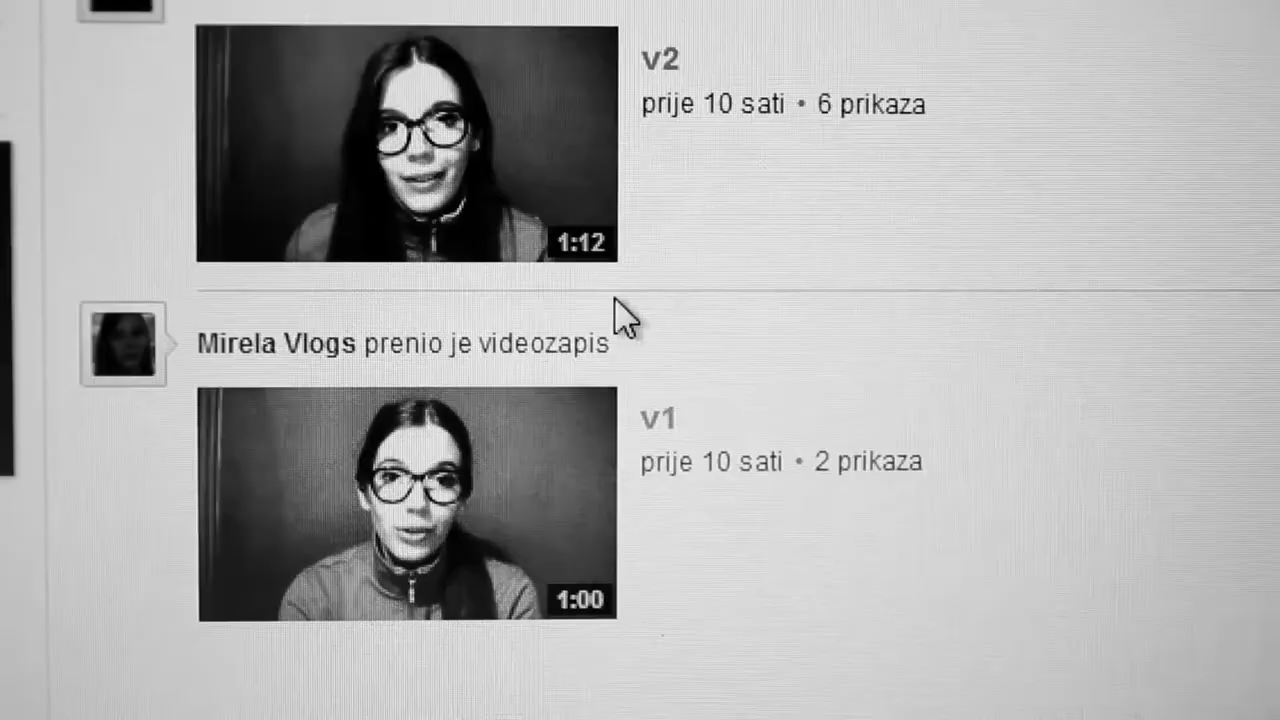 v2
prije 10 sati • 6 prikaza
1:12
Mirela Vlogs prenio je videozapis
v1
prije 10 sati • 2 prikaza
1:00